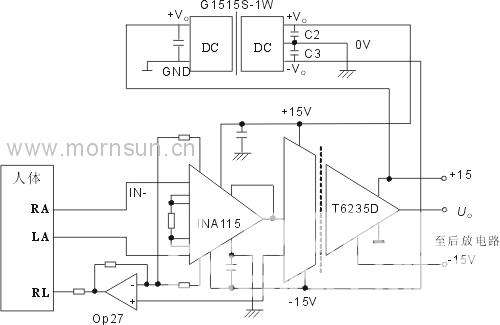 G1515S-1W
+Vo
+Vo
C2
DC
DC
0V
C3
GND
-Vo
+15V
www.mornsun.cn
人体
IN-
+15
RA
INA115
T6235D
Uo
LA
至后放电路
-15V
RL
-
+
-15V
Op27